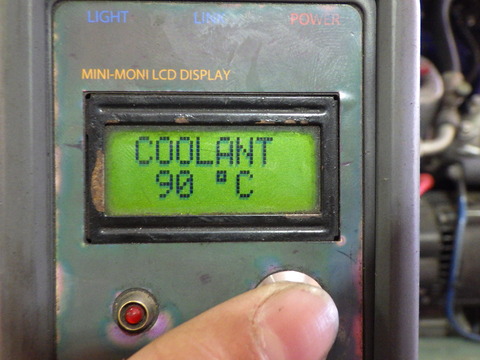 LIGHT LINK POWER
MINI-MONI LCD DISPLAY
COOLANT
90 °C